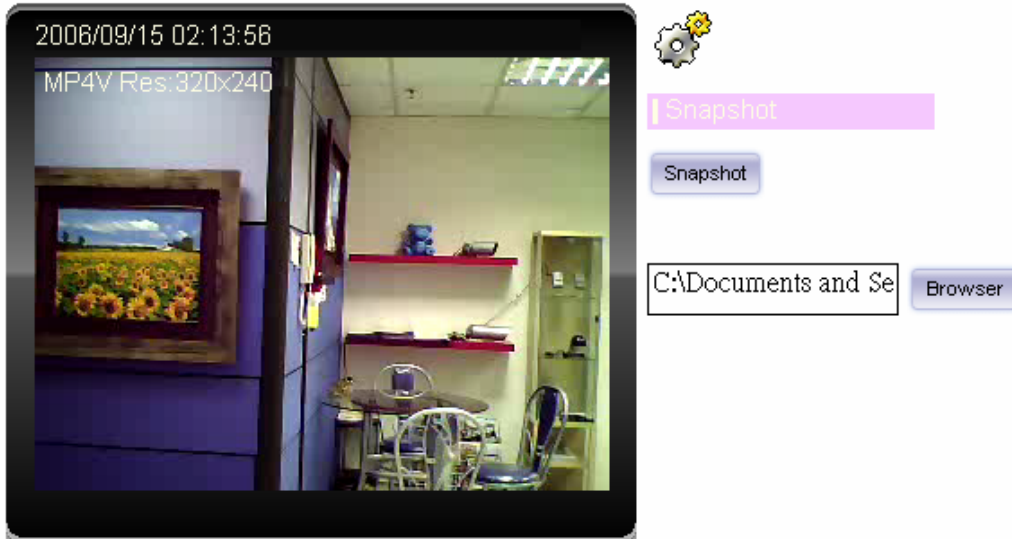 2006/09/15 02:13:56
MP4V Res:320x240
Snapshot
Snapshot
C:\Documents and Se
Browser